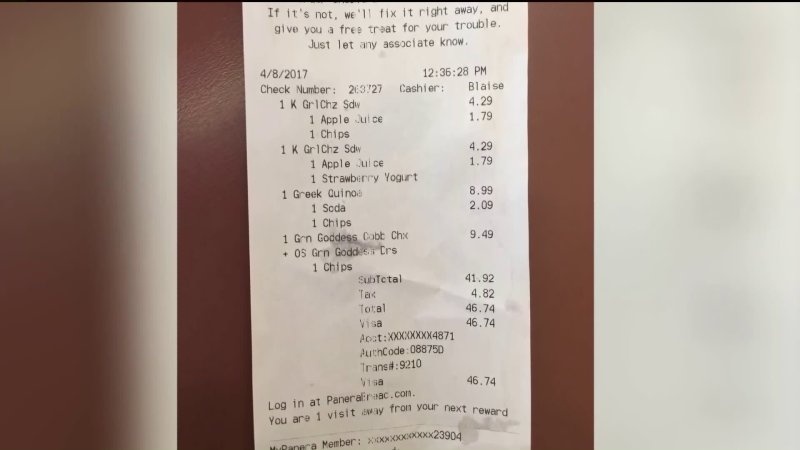 If it's not, we'll fix it right away, and
give you a free treat for your trouble.
Just let any associate know.
4/8/2017 12:36:28 PM
Check Number: 263727 Cashier: Blaise
1 K GrlChz Sdw 4.29
1 Apple Juice 1.79
1 Chips
1 K GrlChz Sdw 4.29
1 Apple Juice 1.79
1 Strawberry Yogurt
1 Greek Quinoa 8.99
1 Soda 2.09
1 Chips
1 Grn Goddess Cobb Chx 9.49
+ OS Grn Goddess Drs
1 Chips
SubTotal 41.92
Tax 4.82
Total 46.74
Visa 46.74
Acct:XXXXXXXX4871
AuthCode:08875D
Trans#:9210
Visa 46.74
Log in at PaneraBread.com.
You are 1 visit away from your next reward
MyPanera Member: xxxxxxxxxxxx23904